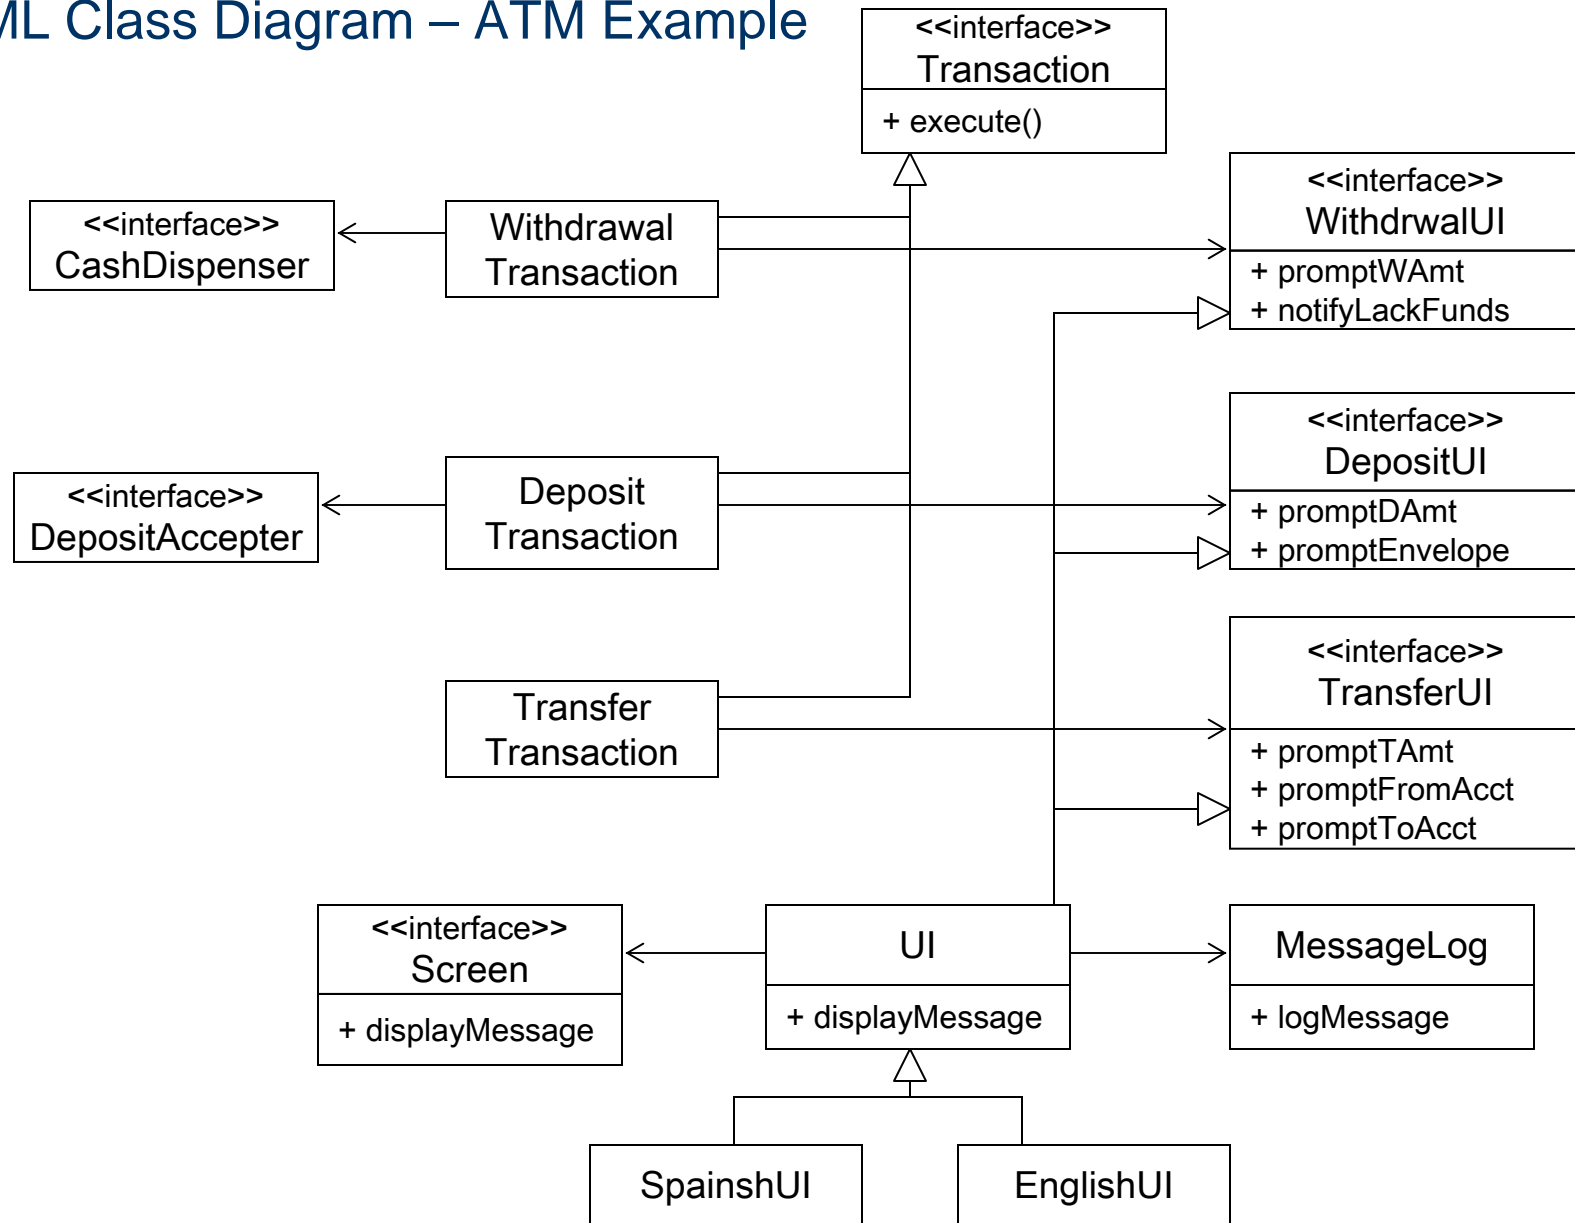 ML Class Diagram – ATM Example
<<interface>>
Transaction
+ execute()
<<interface>>
CashDispenser
Withdrawal
Transaction
<<interface>>
WithdrwalUI
+ promptWAmt
+ notifyLackFunds
<<interface>>
DepositAccepter
Deposit
Transaction
<<interface>>
DepositUI
+ promptDAmt
+ promptEnvelope
Transfer
Transaction
<<interface>>
TransferUI
+ promptTAmt
+ promptFromAcct
+ promptToAcct
<<interface>>
Screen
+ displayMessage
UI
+ displayMessage
MessageLog
+ logMessage
SpainshUI
EnglishUI